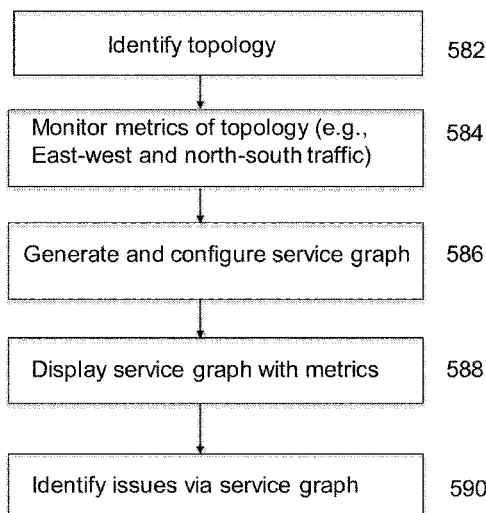 Identify topology
582
Monitor metrics of topology (e.g.,
East-west and north-south traffic)
584
Generate and configure service graph
586
Display service graph with metrics
588
Identify issues via service graph
590